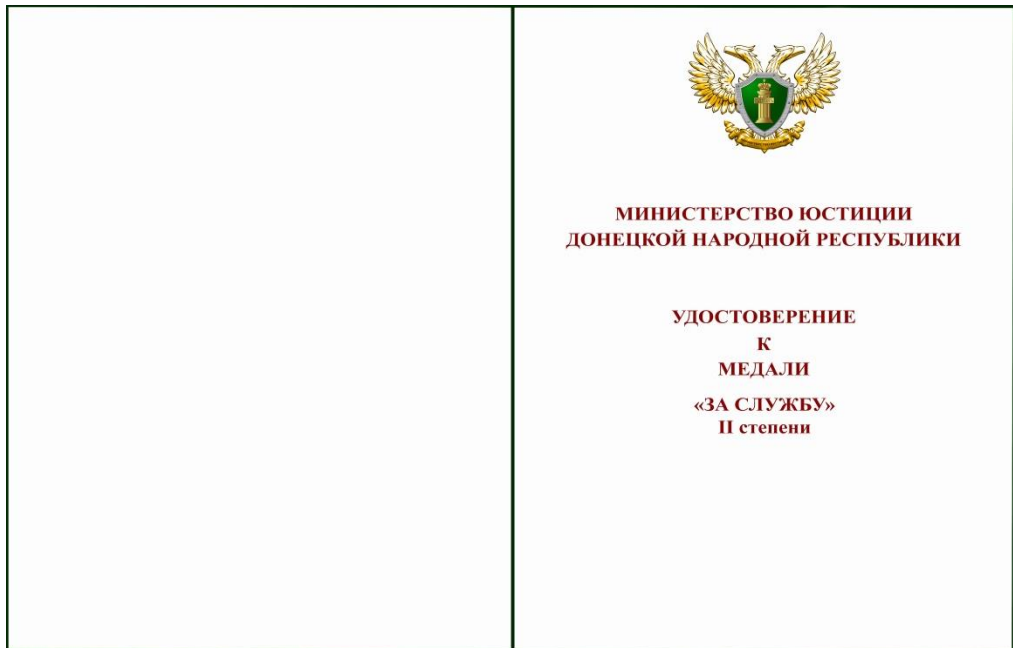 МИНИСТЕРСТВО ЮСТИЦИИ
ДОНЕЦКОЙ НАРОДНОЙ РЕСПУБЛИКИ
УДОСТОВЕРЕНИЕ
К
МЕДАЛИ
«ЗА СЛУЖБУ»
II степени